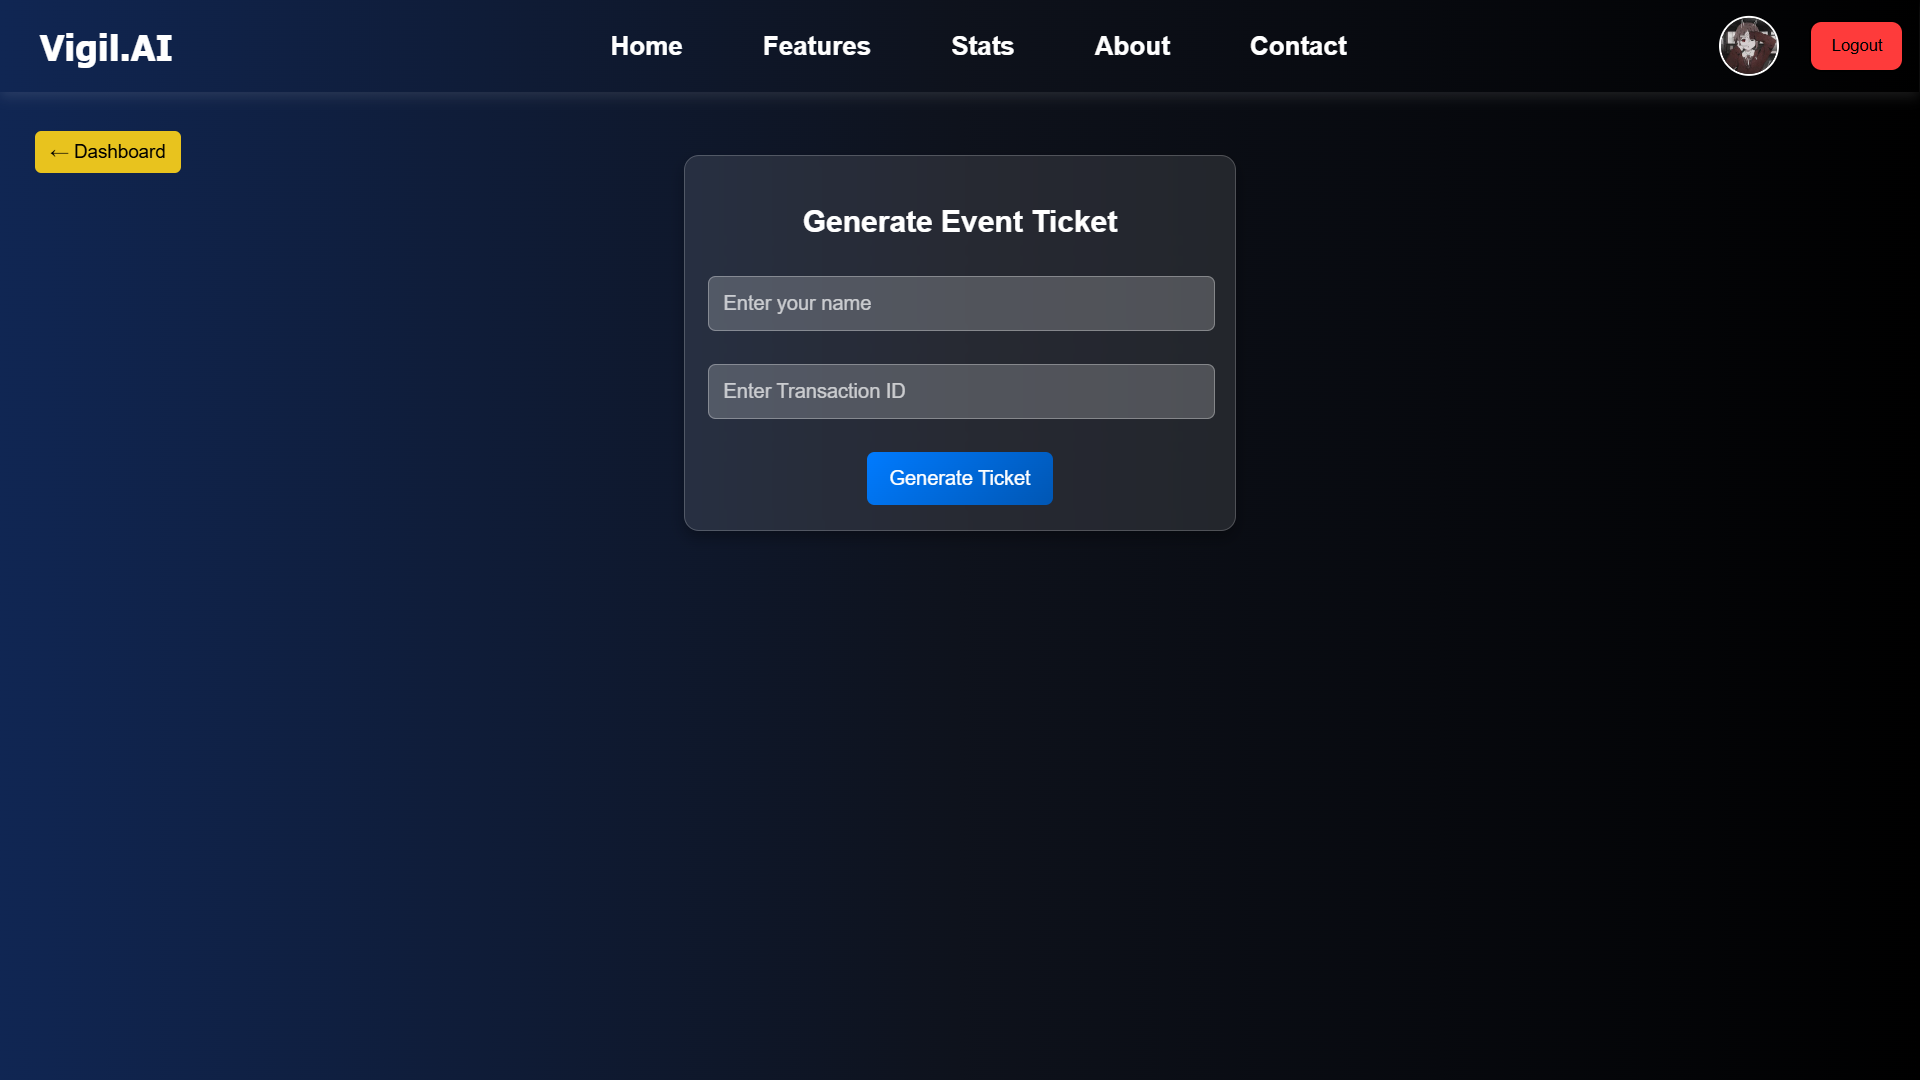 Vigil.AI
Home Features Stats About Contact
Logout
← Dashboard
Generate Event Ticket
Enter your name
Enter Transaction ID
Generate Ticket